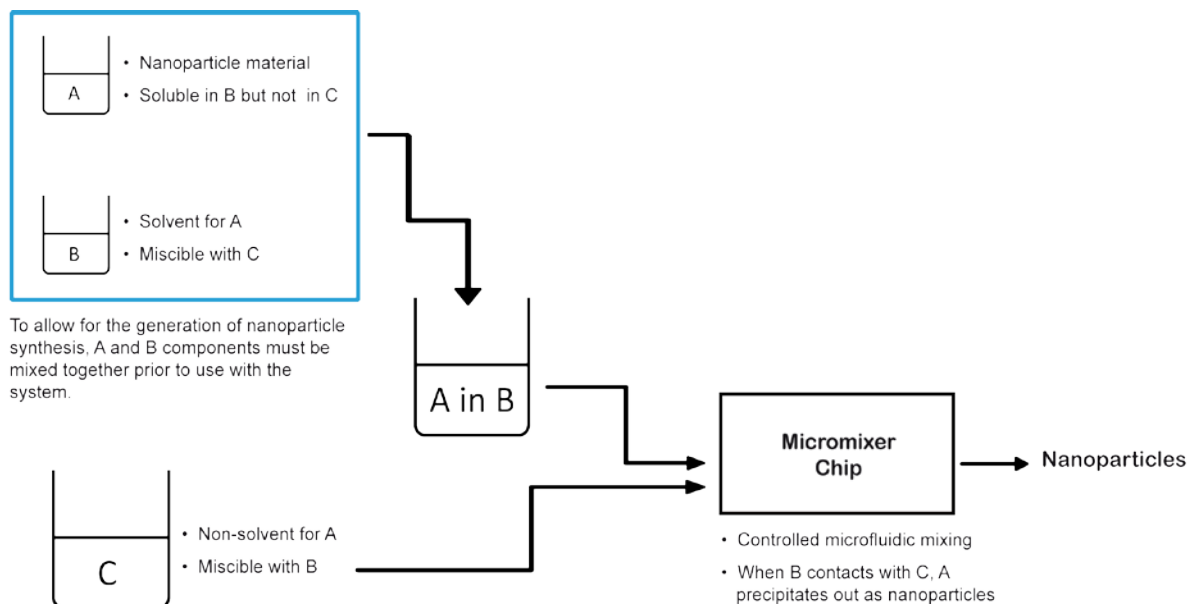 A
• Nanoparticle material
• Soluble in B but not in C
B
• Solvent for A
• Miscible with C
To allow for the generation of nanoparticle
synthesis, A and B components must be
mixed together prior to use with the
system.
A in B
C
• Non-solvent for A
• Miscible with B
Micromixer
Chip
• Controlled microfluidic mixing
• When B contacts with C, A
precipitates out as nanoparticles
Nanoparticles